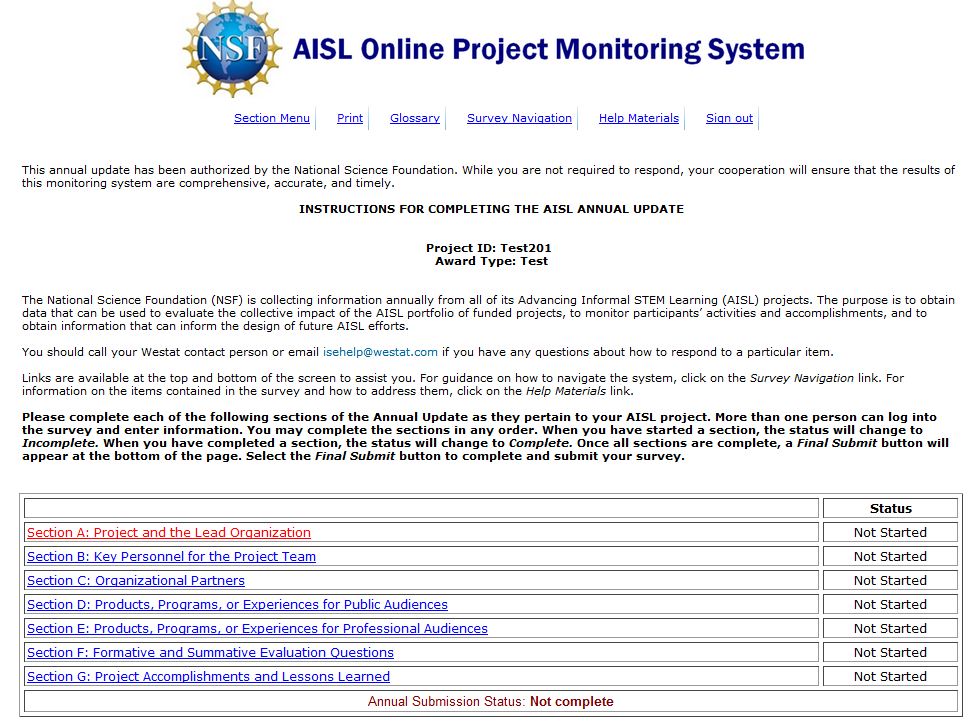 NSF AISL Online Project Monitoring System
Section Menu Print Glossary Survey Navigation Help Materials Sign out
This annual update has been authorized by the National Science Foundation. While you are not required to respond, your cooperation will ensure that the results of
this monitoring system are comprehensive, accurate, and timely.
INSTRUCTIONS FOR COMPLETING THE AISL ANNUAL UPDATE
Project ID: Test201
Award Type: Test
The National Science Foundation (NSF) is collecting information annually from all of its Advancing Informal STEM Learning (AISL) projects. The purpose is to obtain
data that can be used to evaluate the collective impact of the AISL portfolio of funded projects, to monitor participants’ activities and accomplishments, and to
obtain information that can inform the design of future AISL efforts.
You should call your Westat contact person or email isehelp@westat.com if you have any questions about how to respond to a particular item.
Links are available at the top and bottom of the screen to assist you. For guidance on how to navigate the system, click on the Survey Navigation link. For
information on the items contained in the survey and how to address them, click on the Help Materials link.
Please complete each of the following sections of the Annual Update as they pertain to your AISL project. More than one person can log into
the survey and enter information. You may complete the sections in any order. When you have started a section, the status will change to
Incomplete. When you have completed a section, the status will change to Complete. Once all sections are complete, a Final Submit button will
appear at the bottom of the page. Select the Final Submit button to complete and submit your survey.
Status
Section A: Project and the Lead Organization Not Started
Section B: Key Personnel for the Project Team Not Started
Section C: Organizational Partners Not Started
Section D: Products, Programs, or Experiences for Public Audiences Not Started
Section E: Products, Programs, or Experiences for Professional Audiences Not Started
Section F: Formative and Summative Evaluation Questions Not Started
Section G: Project Accomplishments and Lessons Learned Not Started
Annual Submission Status: Not complete